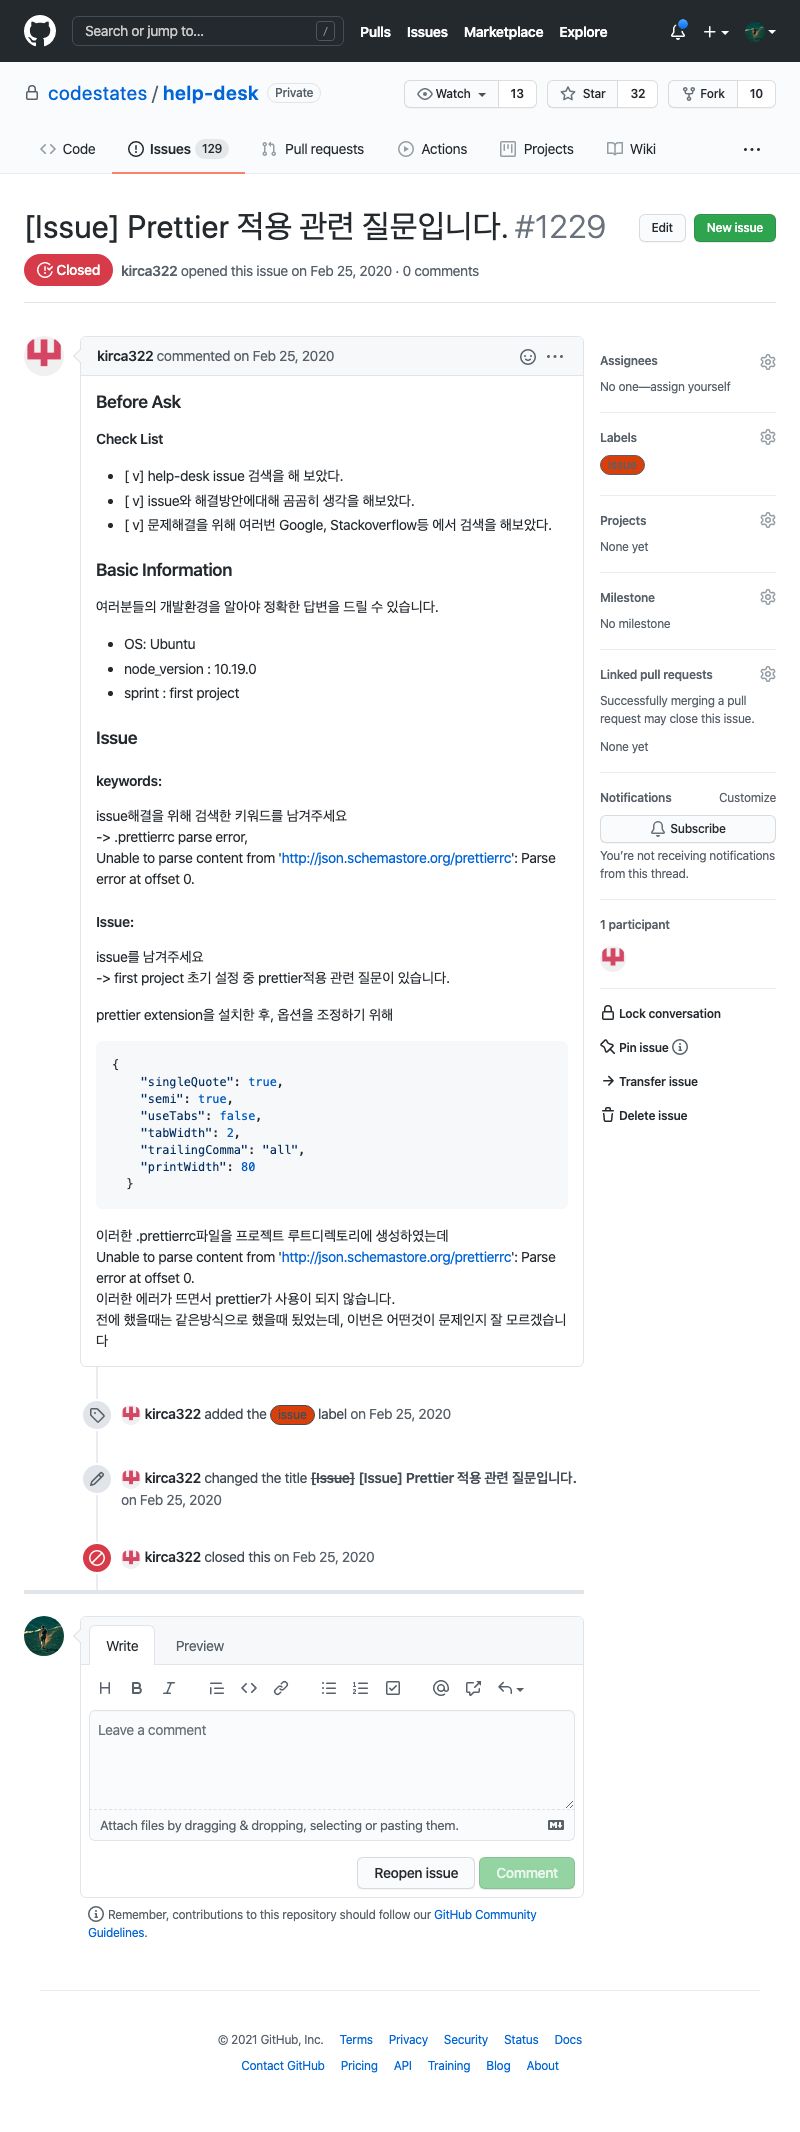 Search or jump to... /
Pulls Issues Marketplace Explore
codestates / help-desk Private
Watch 13 Star 32 Fork 10
Code Issues 129 Pull requests Actions Projects Wiki ...
[Issue] Prettier 적용 관련 질문입니다. #1229
Edit New issue
Closed kirca322 opened this issue on Feb 25, 2020 · 0 comments
kirca322 commented on Feb 25, 2020
Before Ask
Check List
• [ v] help-desk issue 검색을 해 보았다.
• [ v] issue와 해결방안에대해 곰곰히 생각을 해보았다.
• [ v] 문제해결을 위해 여러번 Google, Stackoverflow등 에서 검색을 해보았다.
Basic Information
여러분들의 개발환경을 알아야 정확한 답변을 드릴 수 있습니다.
• OS: Ubuntu
• node_version : 10.19.0
• sprint : first project
Issue
keywords:
issue해결을 위해 검색한 키워드를 남겨주세요
-> .prettierrc parse error,
Unable to parse content from 'http://json.schemastore.org/prettierrc': Parse
error at offset 0.
Issue:
issue를 남겨주세요
-> first project 초기 설정 중 prettier적용 관련 질문이 있습니다.
prettier extension을 설치한 후, 옵션을 조정하기 위해
{
"singleQuote": true,
"semi": true,
"useTabs": false,
"tabWidth": 2,
"trailingComma": "all",
"printWidth": 80
}
이러한 .prettierrc파일을 프로젝트 루트디렉토리에 생성하였는데
Unable to parse content from 'http://json.schemastore.org/prettierrc': Parse
error at offset 0.
이러한 에러가 뜨면서 prettier가 사용이 되지 않습니다.
전에 했을때는 같은방식으로 했을때 됬었는데, 이번은 어떤것이 문제인지 잘 모르겠습니
다
kirca322 added the issue label on Feb 25, 2020
kirca322 changed the title [Issue] [Issue] Prettier 적용 관련 질문입니다.
on Feb 25, 2020
kirca322 closed this on Feb 25, 2020
Write Preview
Leave a comment
Attach files by dragging & dropping, selecting or pasting them.
Reopen issue Comment
Remember, contributions to this repository should follow our GitHub Community
Guidelines.
Assignees
No one—assign yourself
Labels
issue
Projects
None yet
Milestone
No milestone
Linked pull requests
Successfully merging a pull
request may close this issue.
None yet
Notifications Customize
Subscribe
You're not receiving notifications
from this thread.
1 participant
Lock conversation
Pin issue
Transfer issue
Delete issue
© 2021 GitHub, Inc. Terms Privacy Security Status Docs
Contact GitHub Pricing API Training Blog About